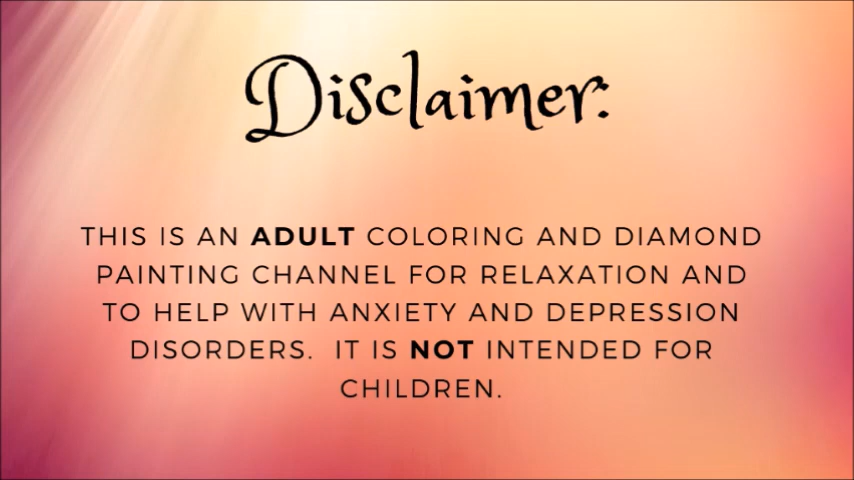 Disclaimer:
THIS IS AN ADULT COLORING AND DIAMOND
PAINTING CHANNEL FOR RELAXATION AND
TO HELP WITH ANXIETY AND DEPRESSION
DISORDERS.  IT IS NOT INTENDED FOR
CHILDREN.